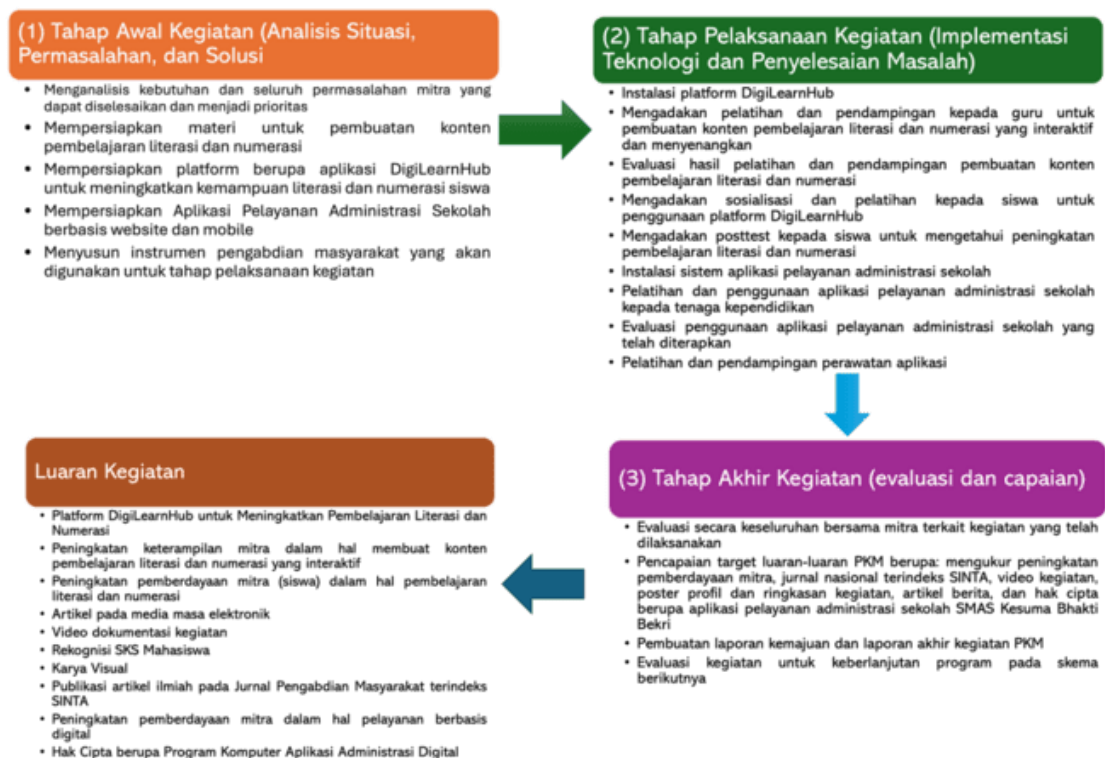 (1) Tahap Awal Kegiatan (Analisis Situasi,
Permasalahan, dan Solusi
• Menganalisis kebutuhan dan seluruh permasalahan mitra yang
dapat diselesaikan dan menjadi prioritas
• Mempersiapkan materi untuk pembuatan konten
pembelajaran literasi dan numerasi
• Mempersiapkan platform berupa aplikasi DigiLearnHub
untuk meningkatkan kemampuan literasi dan numerasi siswa
• Mempersiapkan Aplikasi Pelayanan Administrasi Sekolah
berbasis website dan mobile
• Menyusun instrumen pengabdian masyarakat yang akan
digunakan untuk tahap pelaksanaan kegiatan
(2) Tahap Pelaksanaan Kegiatan (Implementasi
Teknologi dan Penyelesaian Masalah)
• Instalasi platform DigiLearnHub
• Mengadakan pelatihan dan pendampingan kepada guru untuk
pembuatan konten pembelajaran literasi dan numerasi yang interaktif
dan menyenangkan
• Evaluasi hasil pelatihan dan pendampingan pembuatan konten
pembelajaran literasi dan numerasi
• Mengadakan sosialisasi dan pelatihan kepada siswa untuk
penggunaan platform DigiLearnHub
• Mengadakan posttest kepada siswa untuk mengetahui peningkatan
pembelajaran literasi dan numerasi
• Instalasi sistem aplikasi pelayanan administrasi sekolah
• Pelatihan dan penggunaan aplikasi pelayanan administrasi sekolah
kepada tenaga kependidikan
• Evaluasi penggunaan aplikasi pelayanan administrasi sekolah yang
telah diterapkan
• Pelatihan dan pendampingan perawatan aplikasi
(3) Tahap Akhir Kegiatan (evaluasi dan capaian)
• Evaluasi secara keseluruhan bersama mitra terkait kegiatan yang telah
dilaksanakan
• Pencapaian target luaran-luaran PKM berupa: mengukur peningkatan
pemberdayaan mitra, jurnal nasional terindeks SINTA, video kegiatan,
poster profil dan ringkasan kegiatan, artikel berita, dan hak cipta
berupa aplikasi pelayanan administrasi sekolah SMAS Kesuma Bhakti
Bekri
• Pembuatan laporan kemajuan dan laporan akhir kegiatan PKM
• Evaluasi kegiatan untuk keberlanjutan program pada skema
berikutnya
Luaran Kegiatan
• Platform DigiLearnHub untuk Meningkatkan Pembelajaran Literasi dan
Numerasi
• Peningkatan keterampilan mitra dalam hal membuat konten
pembelajaran literasi dan numerasi yang interaktif
• Peningkatan pemberdayaan mitra (siswa) dalam hal pembelajaran
literasi dan numerasi
• Artikel pada media masa elektronik
• Video dokumentasi kegiatan
• Rekognisi SKS Mahasiswa
• Karya Visual
• Publikasi artikel ilmiah pada Jurnal Pengabdian Masyarakat terindeks
SINTA
• Peningkatan pemberdayaan mitra dalam hal pelayanan berbasis
digital
• Hak Cipta berupa Program Komputer Aplikasi Administrasi Digital